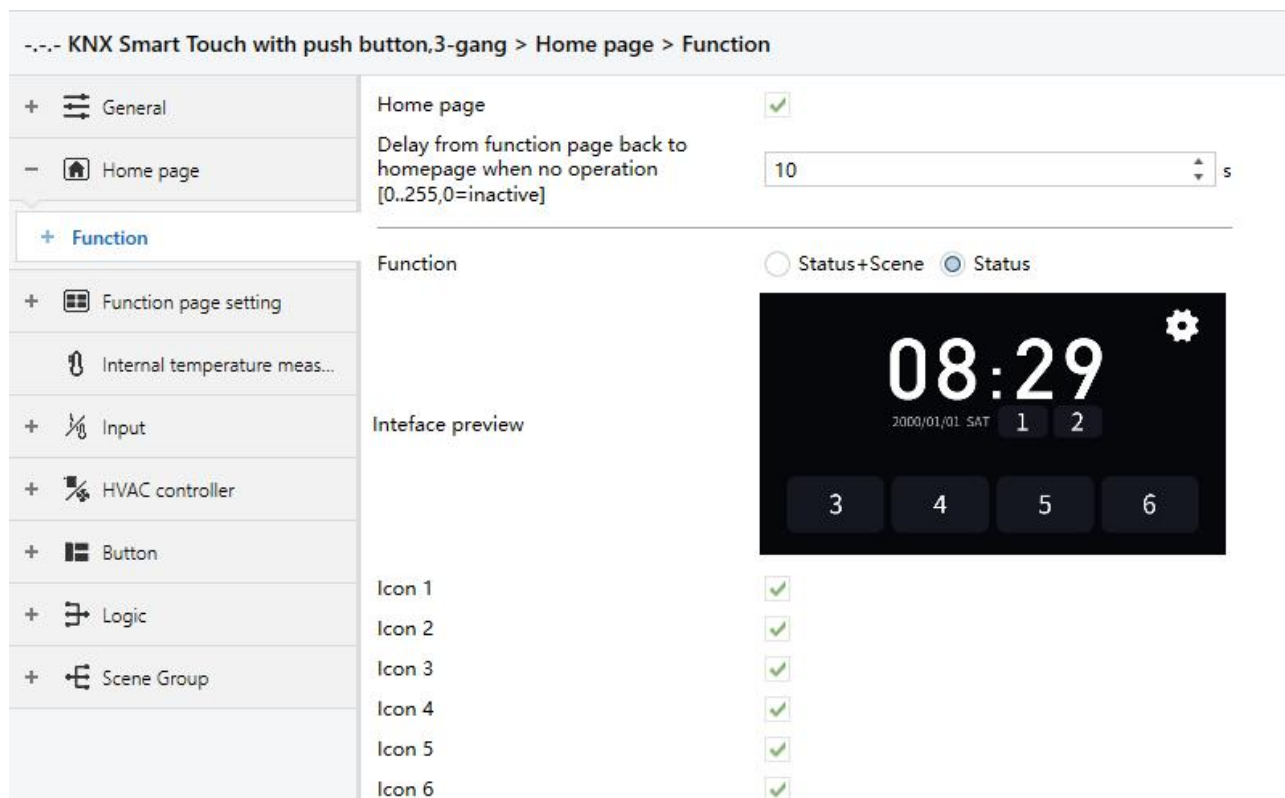 -.-.- KNX Smart Touch with push button,3-gang > Home page > Function
+ General
− Home page
+ Function
+ Function page setting
Internal temperature meas...
+ Input
+ HVAC controller
+ Button
+ Logic
+ Scene Group
Home page
Delay from function page back to
homepage when no operation
[0..255,0=inactive]
10 s
Function
Status+Scene Status
Inteface preview
08:29
2000/01/01 SAT 1 2
3 4 5 6
Icon 1
Icon 2
Icon 3
Icon 4
Icon 5
Icon 6